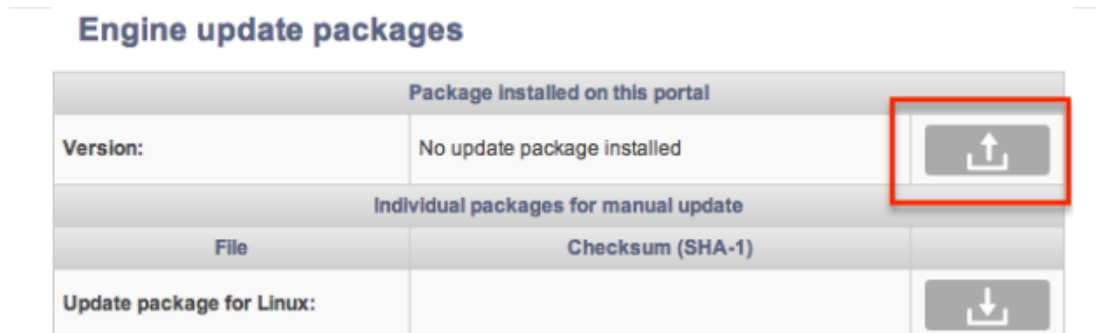 Engine update packages
Package installed on this portal
Version: No update package installed
Individual packages for manual update
File Checksum (SHA-1)
Update package for Linux: